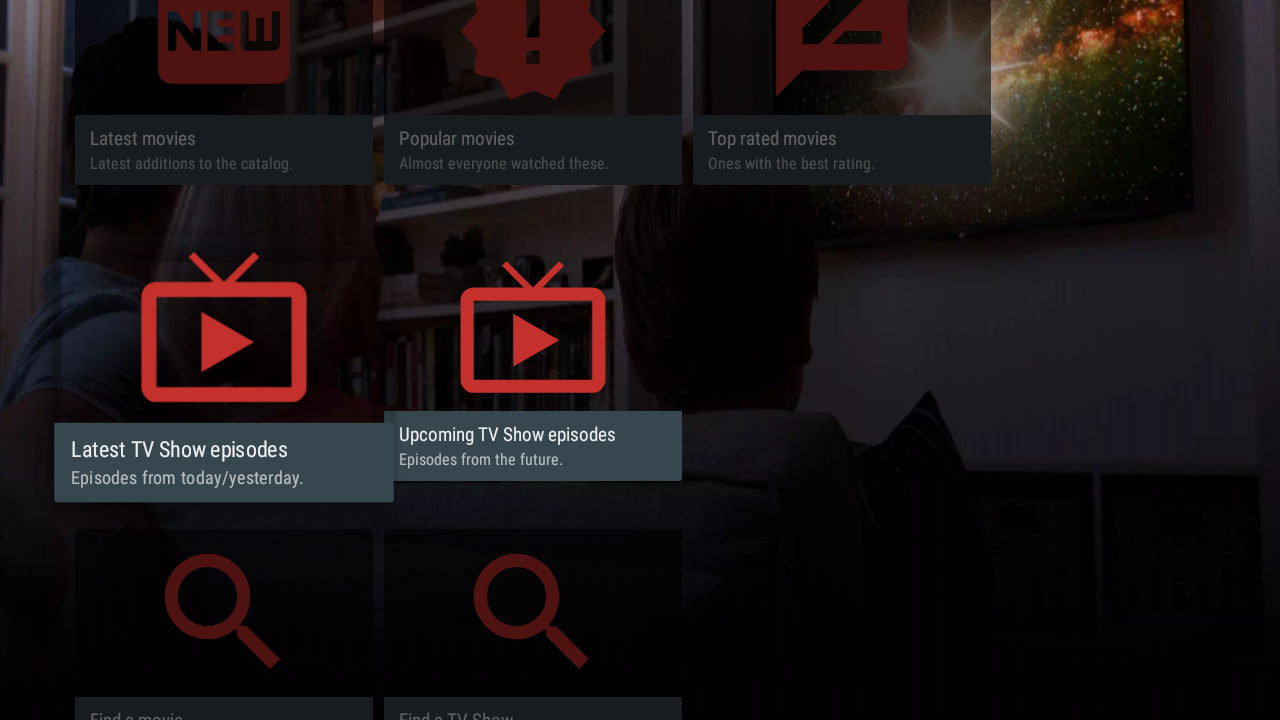 NEW
!
Latest movies
Latest additions to the catalog.
Popular movies
Almost everyone watched these.
Top rated movies
Ones with the best rating.
Latest TV Show episodes
Episodes from today/yesterday.
Upcoming TV Show episodes
Episodes from the future.
Find a movie
Find a TV Show